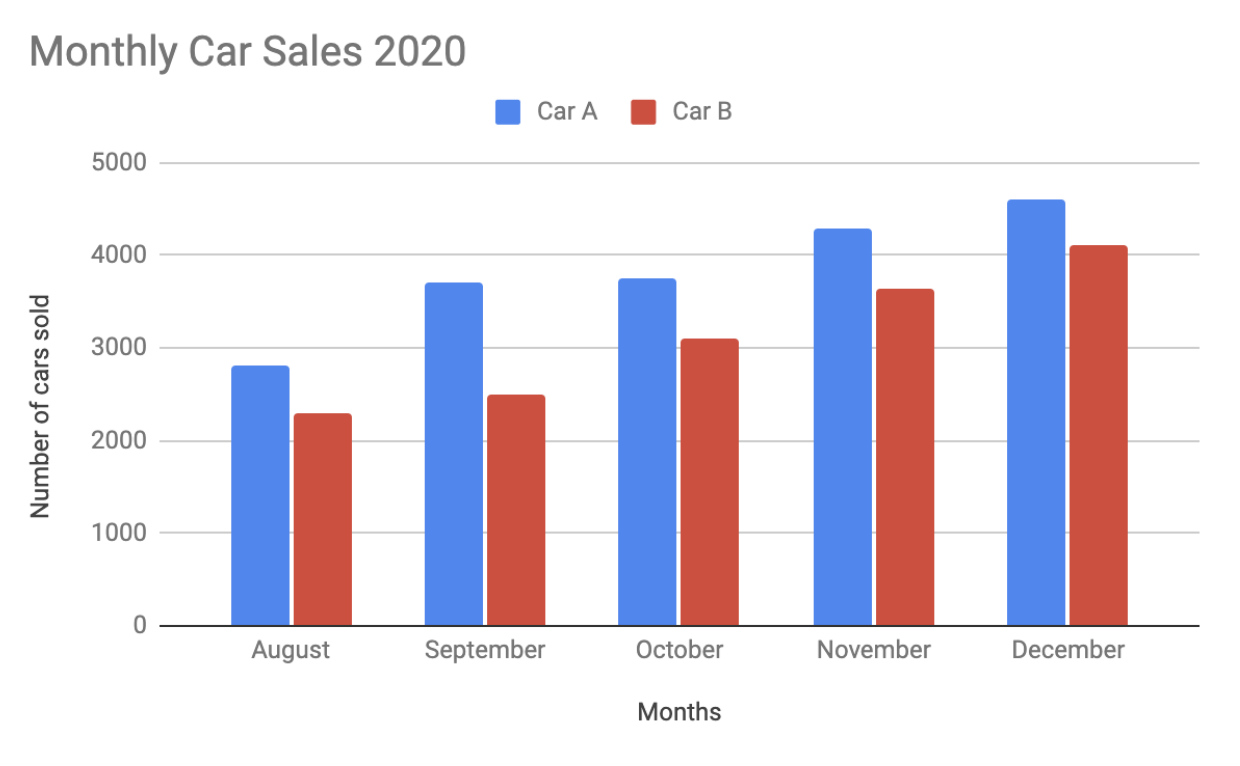 Monthly Car Sales 2020
Car A Car B
5000
4000
3000
2000
1000
0
Number of cars sold
August September October November December
Months